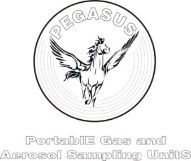 PEGASUS
PortablE Gas and
Aerosol Sampling UnitS